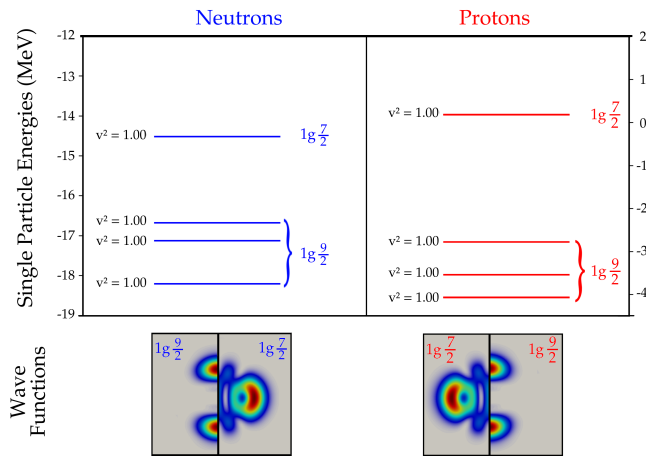 Neutrons Protons
Single Particle Energies (MeV)
-12 2
-13 1
-14 v² = 1.00 1g 7/2 v² = 1.00 1g 7/2 0
-15 -1
-16 -2
v² = 1.00 v² = 1.00
-17 v² = 1.00 1g 9/2 v² = 1.00 1g 9/2 -3
-18 v² = 1.00 v² = 1.00 -4
-19
Wave Functions
1g 9/2 1g 7/2 1g 7/2 1g 9/2